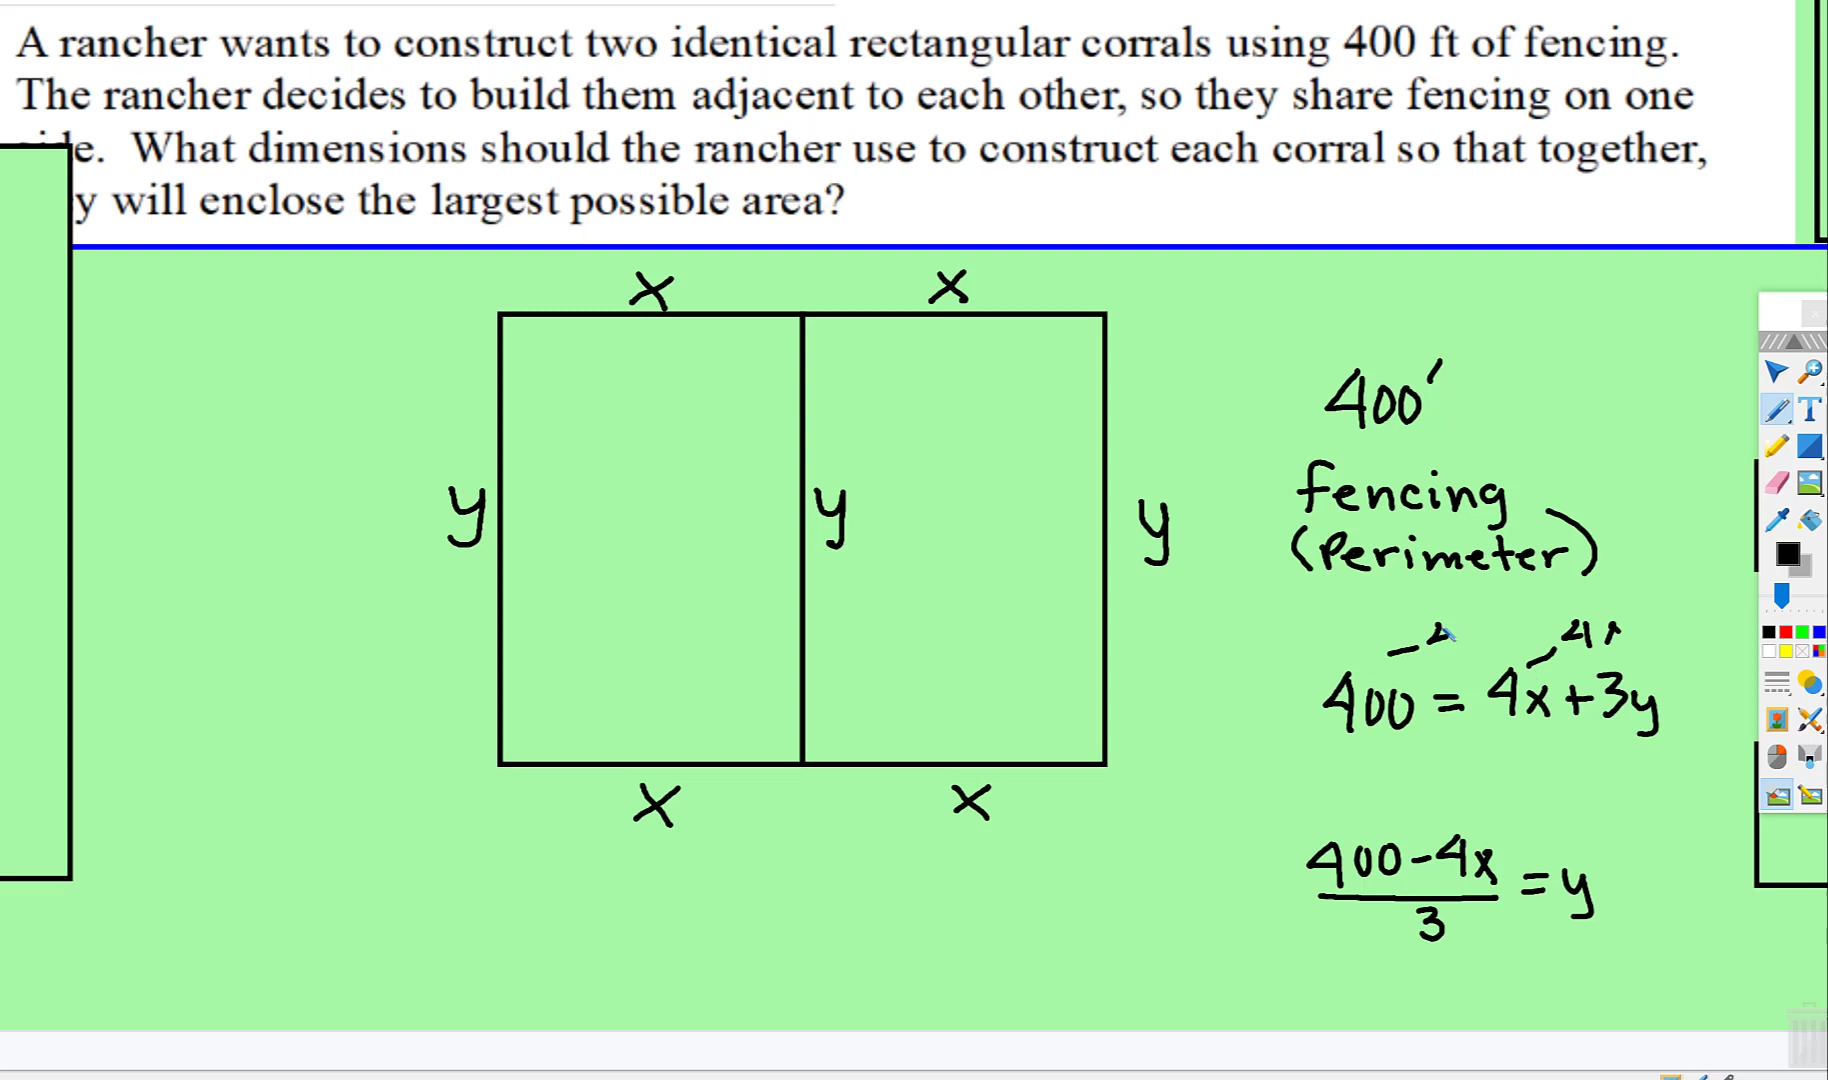 A rancher wants to construct two identical rectangular corrals using 400 ft of fencing.
The rancher decides to build them adjacent to each other, so they share fencing on one
e. What dimensions should the rancher use to construct each corral so that together,
y will enclose the largest possible area?
x x
400'
y y y
fencing
(Perimeter)
-4x
400 = 4x+3y
x x
400-4x
3
=y
T